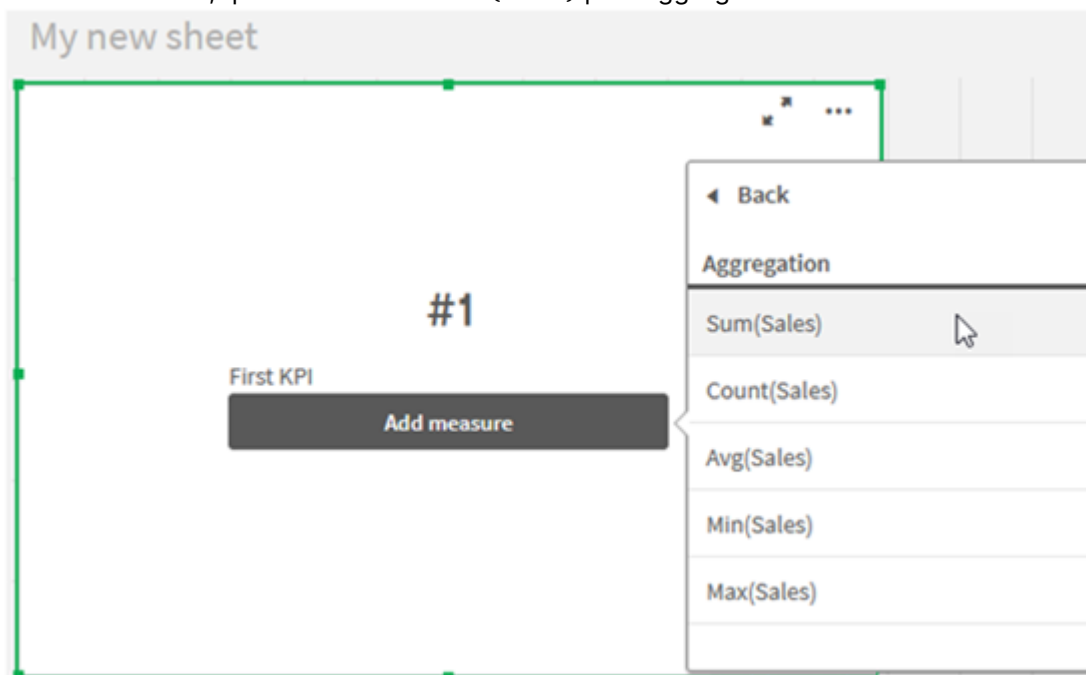 My new sheet
Back
Aggregation
#1
Sum(Sales)
First KPI
Count(Sales)
Add measure
Avg(Sales)
Min(Sales)
Max(Sales)